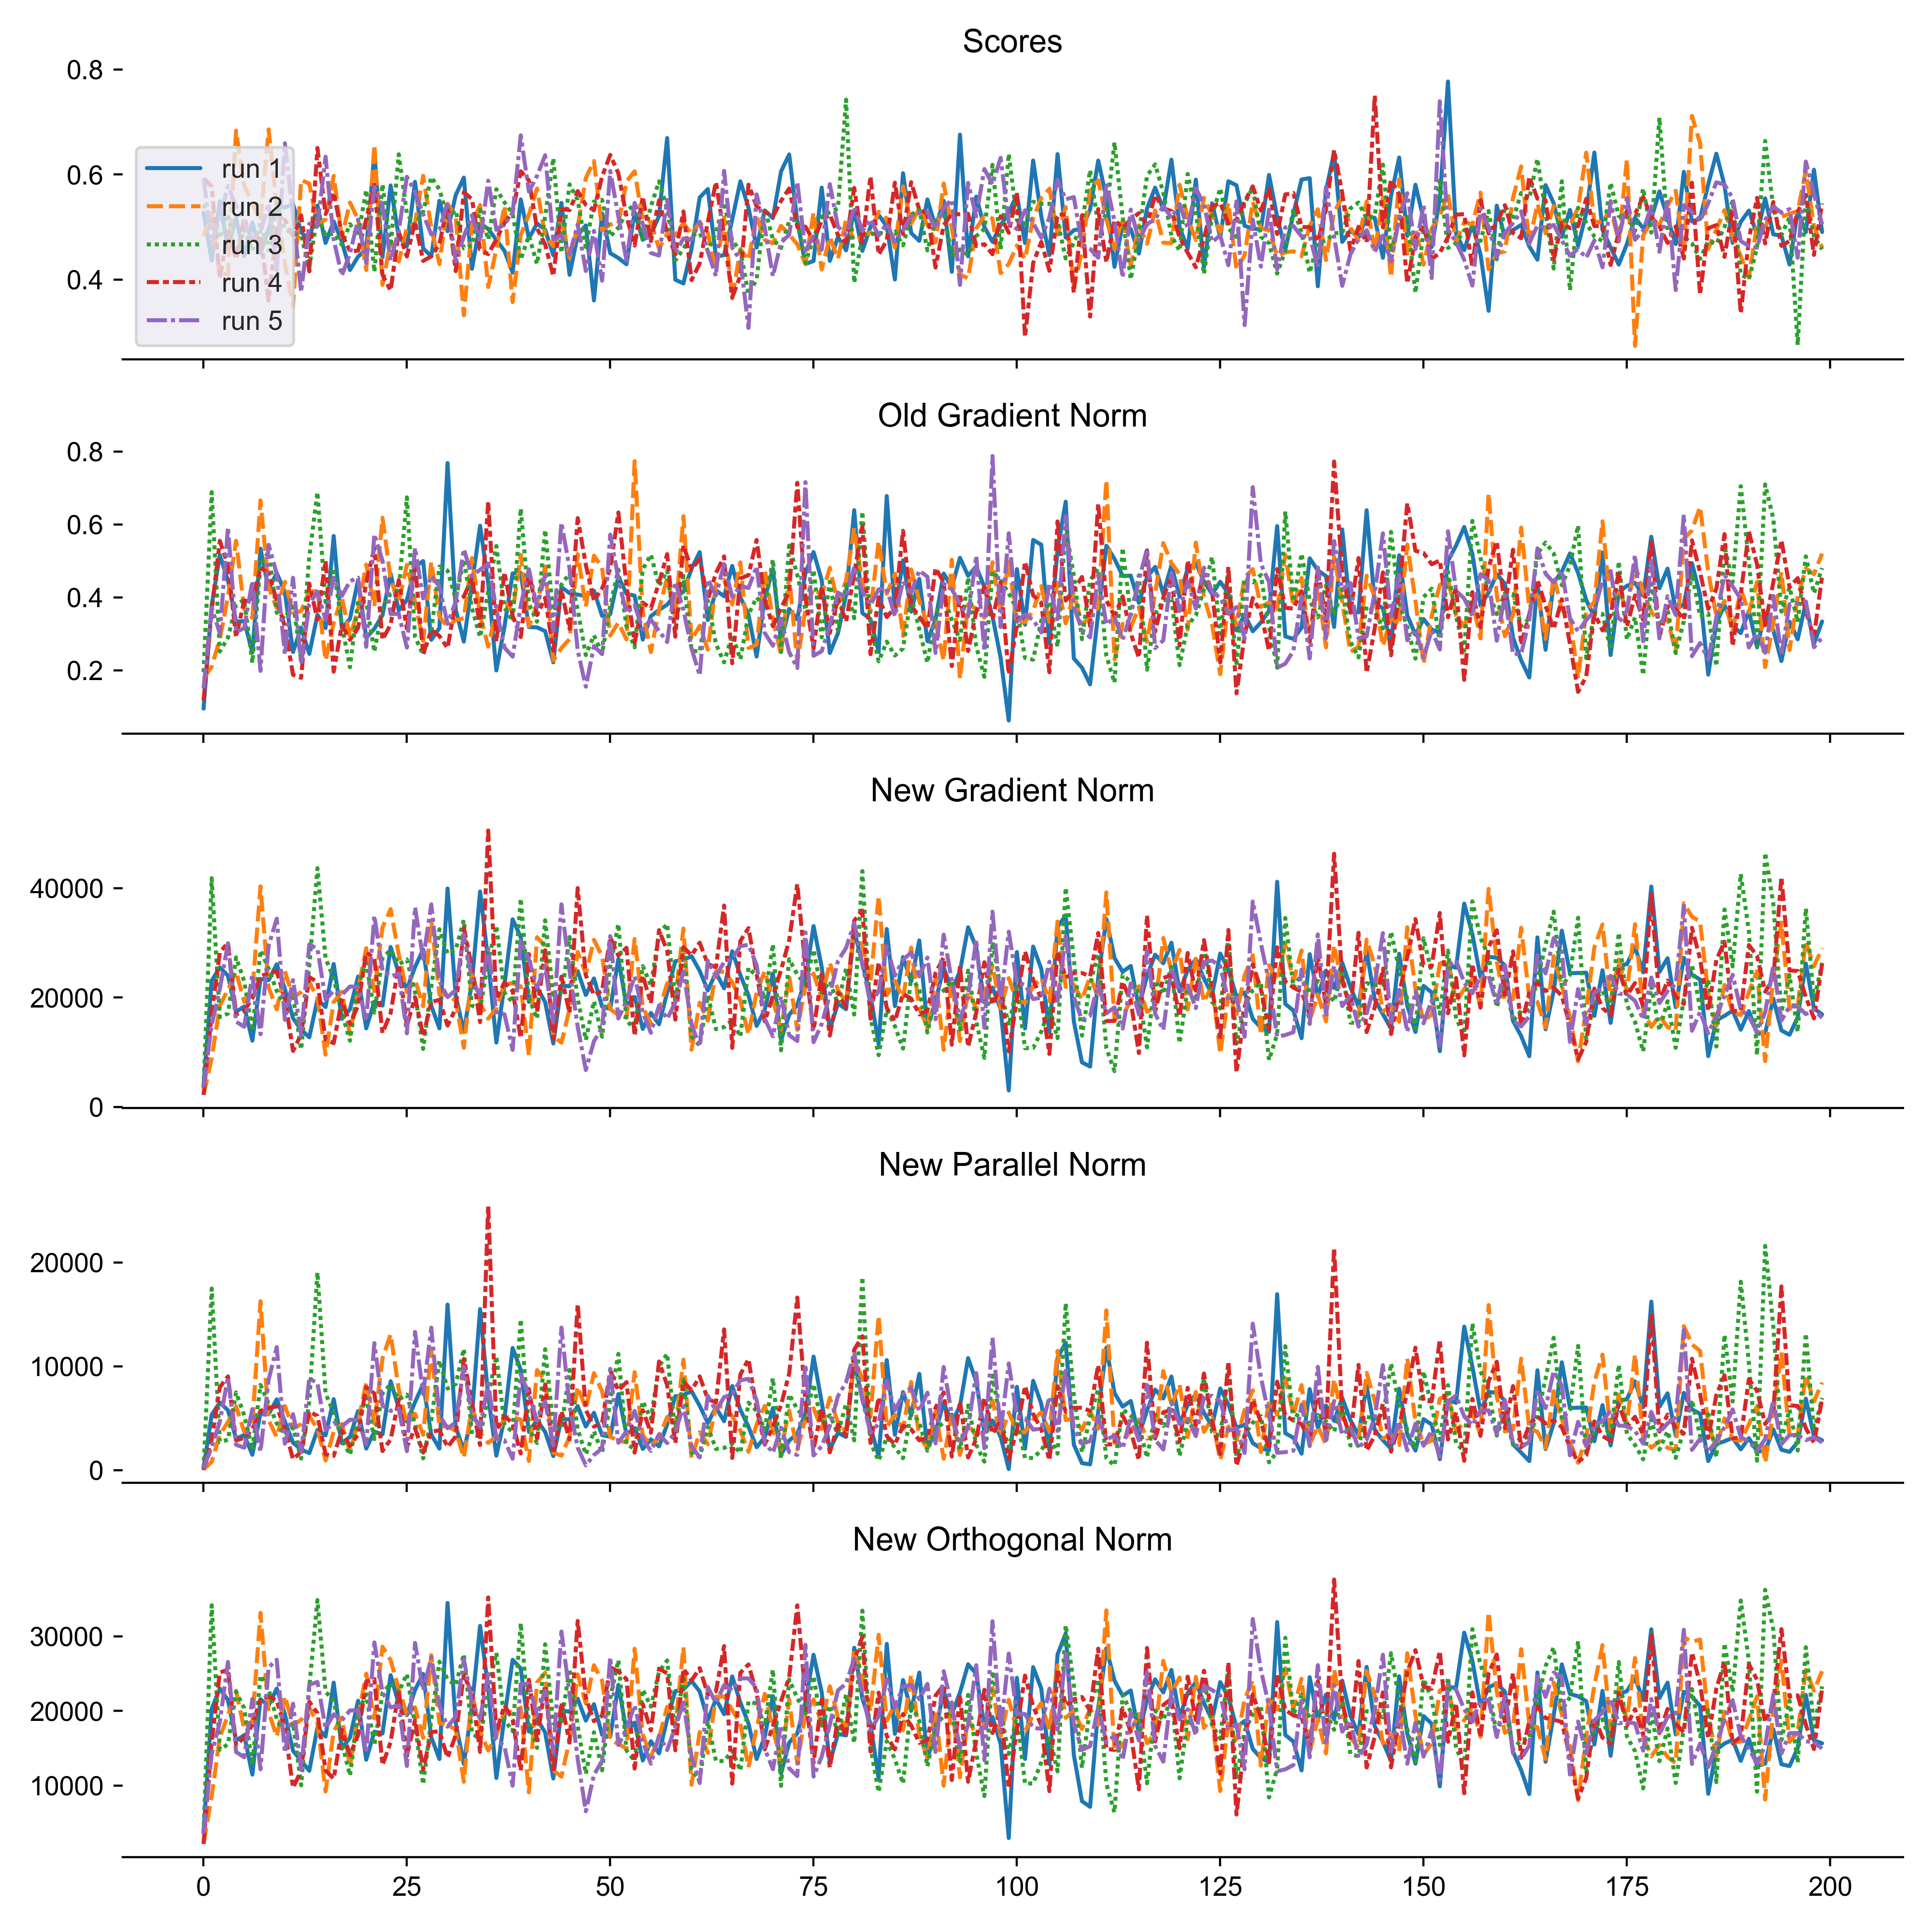 Scores
0.8
0.6
0.4
run 1
run 2
run 3
run 4
run 5
Old Gradient Norm
0.8
0.6
0.4
0.2
New Gradient Norm
40000
20000
0
New Parallel Norm
20000
10000
0
New Orthogonal Norm
30000
20000
10000
0 25 50 75 100 125 150 175 200